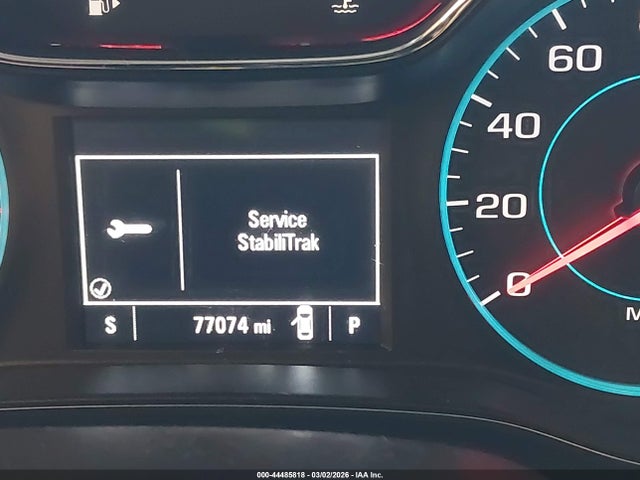 60
40
Service
StabiliTrak
20
0
S 77074 mi P
M
000-44485818 - 03/02/2026 - IAA Inc.